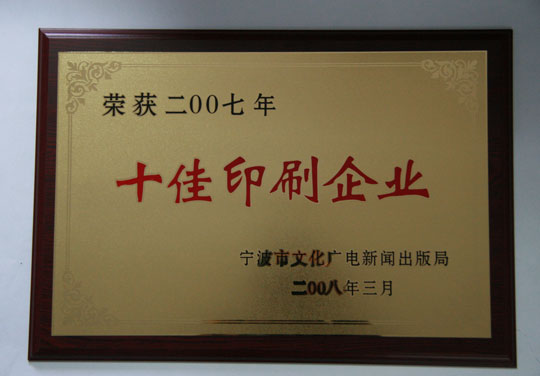 荣获二00七年
十佳印刷企业
宁波市文化广电新闻出版局
二00八年三月